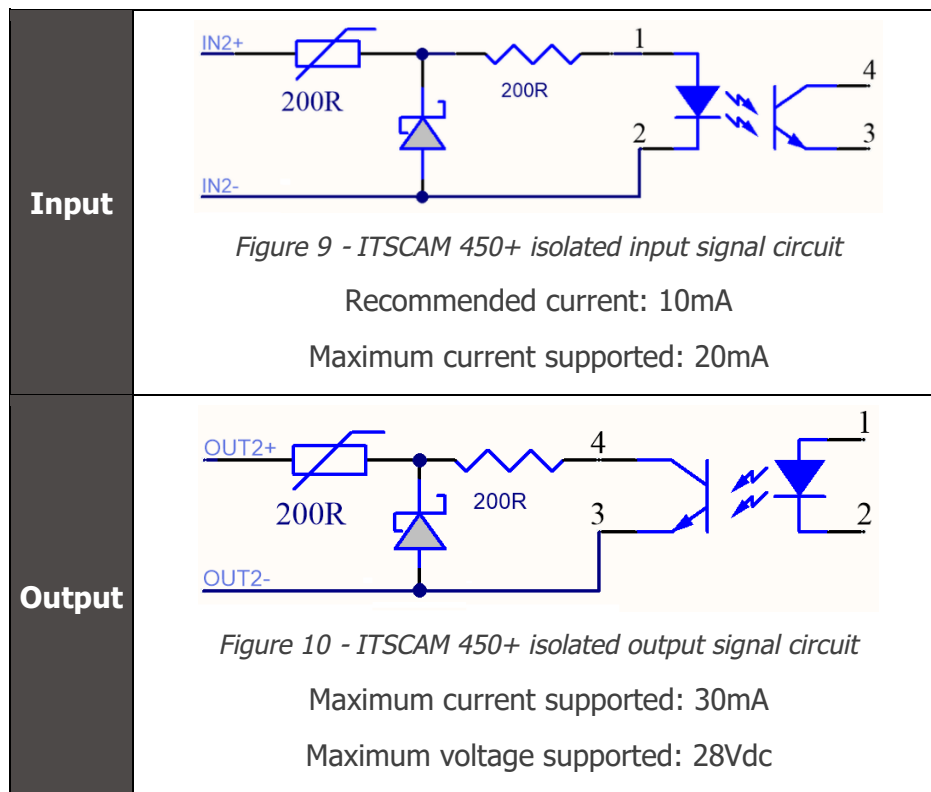 Input
IN2+
200R
200R
1
2
4
3
IN2-
Figure 9 - ITSCAM 450+ isolated input signal circuit
Recommended current: 10mA
Maximum current supported: 20mA
Output
OUT2+
200R
200R
4
3
1
2
OUT2-
Figure 10 - ITSCAM 450+ isolated output signal circuit
Maximum current supported: 30mA
Maximum voltage supported: 28Vdc